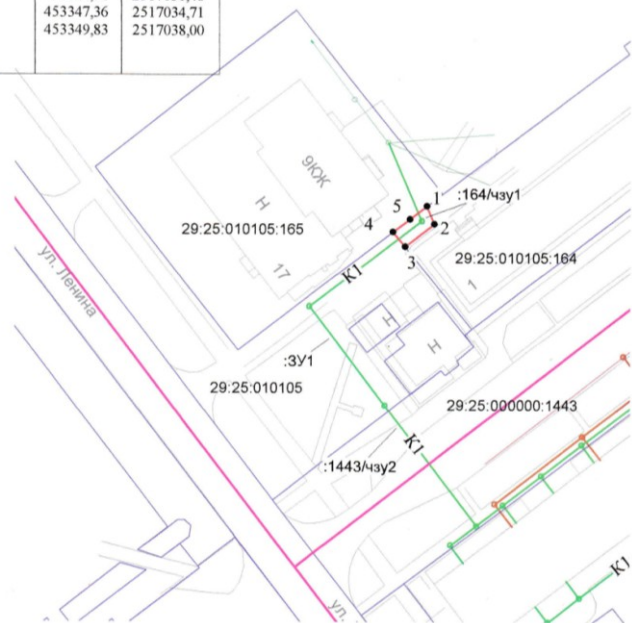 453347,36 2517034,71
453349,83 2517038,00
9КЖ
Н
17
29:25:010105:165
1
:164/чзу1
5
4
2
3
29:25:010105:164
К1
1
ул. Ленина
Н
Н
:ЗУ1
29:25:010105
29:25:000000:1443
К1
:1443/чзу2
К1
ул.